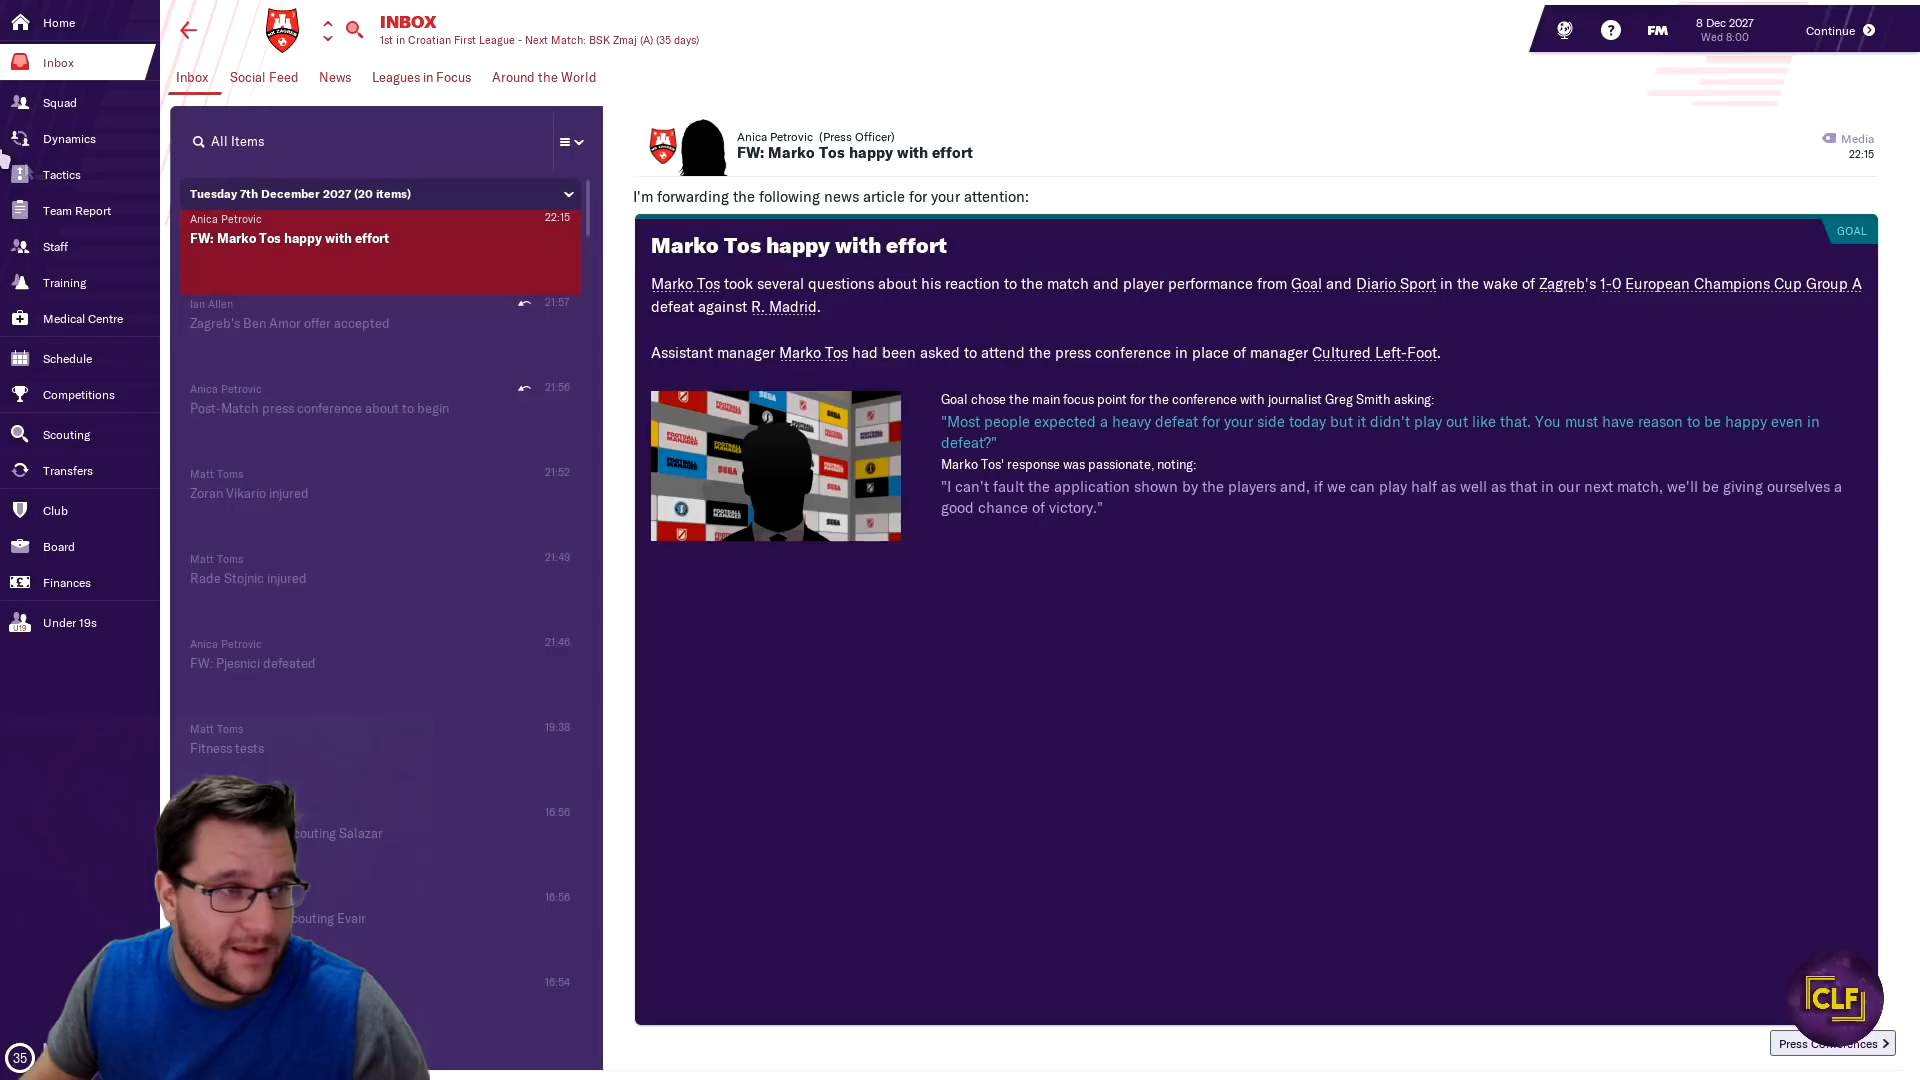 Home
Inbox
Squad
Dynamics
Tactics
Team Report
Staff
Training
Medical Centre
Schedule
Competitions
Scouting
Transfers
Club
Board
Finances
U19
Under 19s
35
INBOX
1st in Croatian First League - Next Match: BSK Zmaj (A) (35 days)
?
FM
8 Dec 2027
Wed 8:00
Continue
Inbox
Social Feed
News
Leagues in Focus
Around the World
All Items
Tuesday 7th December 2027 (20 items)
Anica Petrovic
22:15
FW: Marko Tos happy with effort
Ian Allen
21:57
Zagreb's Ben Amor offer accepted
Anica Petrovic
21:56
Post-Match press conference about to begin
Matt Toms
21:52
Zoran Vikario injured
Matt Toms
21:49
Rade Stojnic injured
Anica Petrovic
21:46
FW: Pjesnici defeated
Matt Toms
19:38
Fitness tests
16:56
couting Salazar
16:56
couting Evair
16:54
Anica Petrovic (Press Officer)
FW: Marko Tos happy with effort
Media
22:15
I'm forwarding the following news article for your attention:
GOAL
Marko Tos happy with effort
Marko Tos took several questions about his reaction to the match and player performance from Goal and Diario Sport in the wake of Zagreb's 1-0 European Champions Cup Group A
defeat against R. Madrid.
Assistant manager Marko Tos had been asked to attend the press conference in place of manager Cultured Left-Foot.
Goal chose the main focus point for the conference with journalist Greg Smith asking:
"Most people expected a heavy defeat for your side today but it didn't play out like that. You must have reason to be happy even in
defeat?"
Marko Tos' response was passionate, noting:
"I can't fault the application shown by the players and, if we can play half as well as that in our next match, we'll be giving ourselves a
good chance of victory."
CLF
Press Conferences